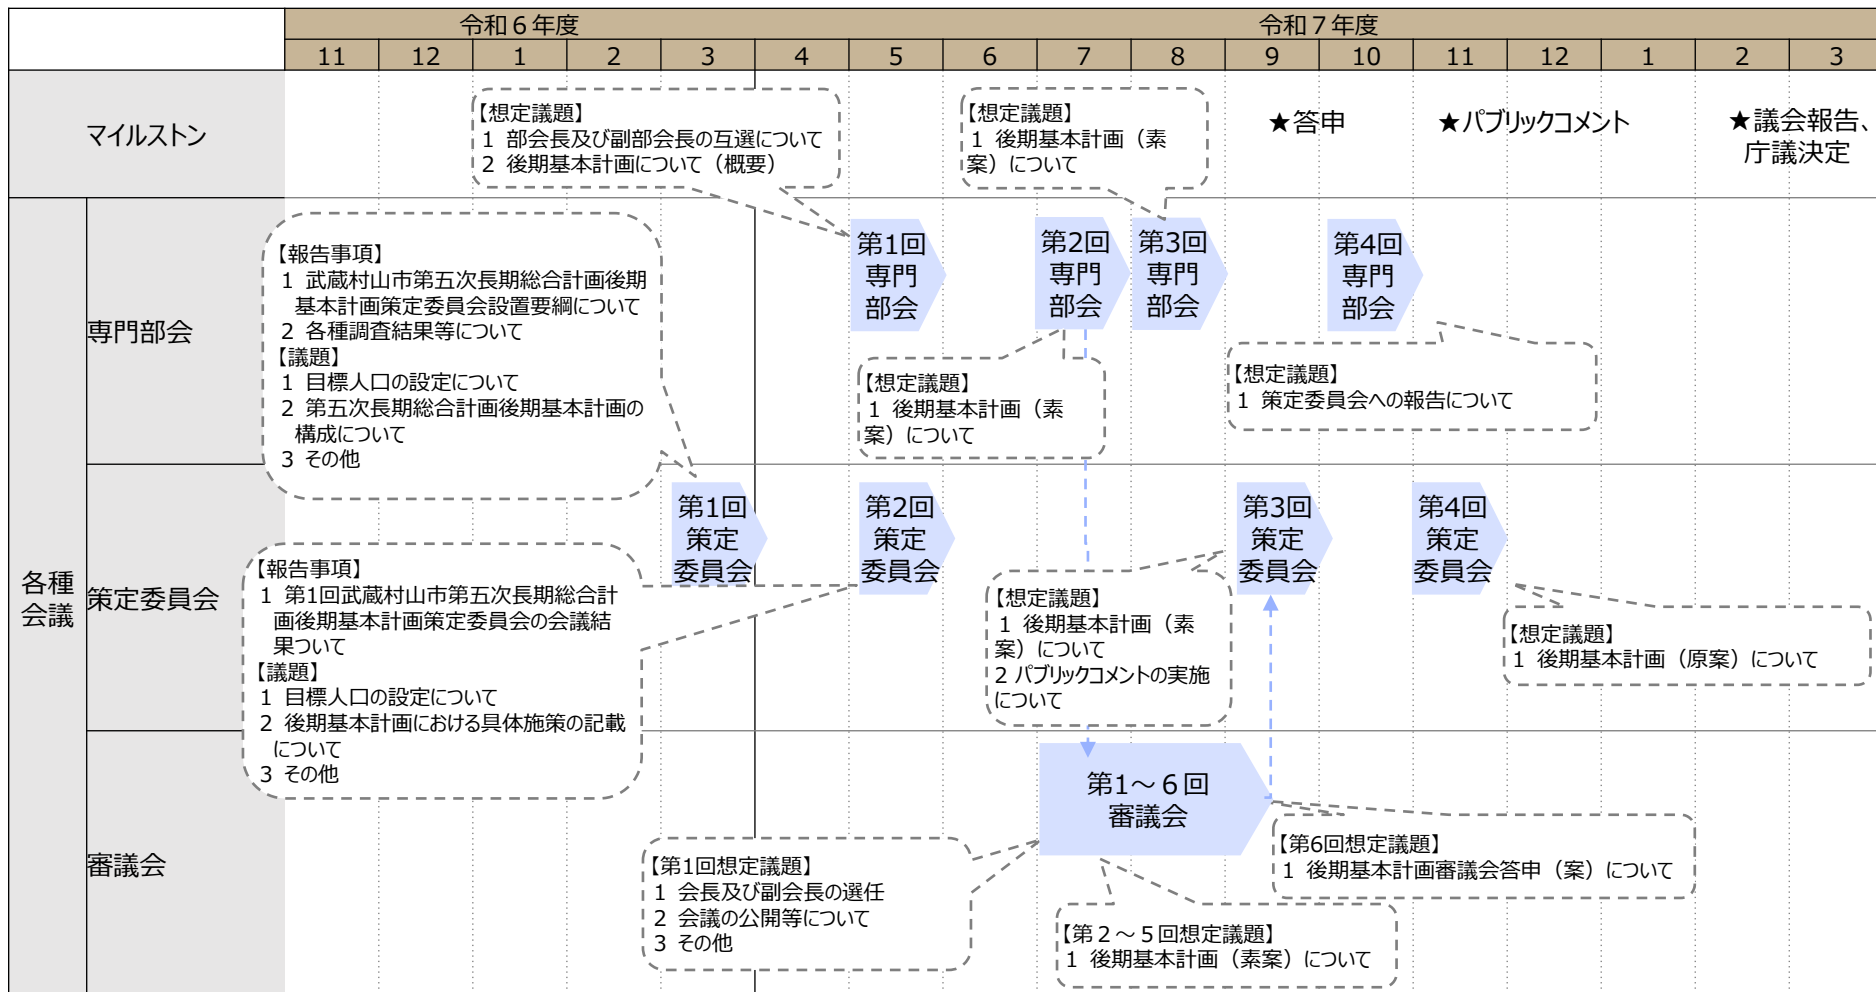 令和６年度
令和７年度
11
12
1
2
3
4
5
6
7
8
9
10
11
12
1
2
3
マイルストン
【想定議題】
1 部会長及び副部会長の互選について
2 後期基本計画について（概要）
【想定議題】
1 後期基本計画（素
案）について
★答申
★パブリックコメント
★議会報告、
庁議決定
各種
会議
専門部会
【報告事項】
1 武蔵村山市第五次長期総合計画後期
基本計画策定委員会設置要綱について
2 各種調査結果等について
【議題】
1 目標人口の設定について
2 第五次長期総合計画後期基本計画の
構成について
3 その他
第1回
専門
部会
第2回
専門
部会
第3回
専門
部会
第4回
専門
部会
【想定議題】
1 後期基本計画（素
案）について
【想定議題】
1 策定委員会への報告について
策定委員会
第1回
策定
委員会
第2回
策定
委員会
第3回
策定
委員会
第4回
策定
委員会
【報告事項】
1 第1回武蔵村山市第五次長期総合計
画後期基本計画策定委員会の会議結
果ついて
【議題】
1 目標人口の設定について
2 後期基本計画における具体施策の記載
について
3 その他
【想定議題】
1 後期基本計画（素
案）について
2 パブリックコメントの実施
について
【想定議題】
1 後期基本計画（原案）について
審議会
第1～６回
審議会
【第1回想定議題】
1 会長及び副会長の選任
2 会議の公開等について
3 その他
【第6回想定議題】
1 後期基本計画審議会答申（案）について
【第２～５回想定議題】
1 後期基本計画（素案）について